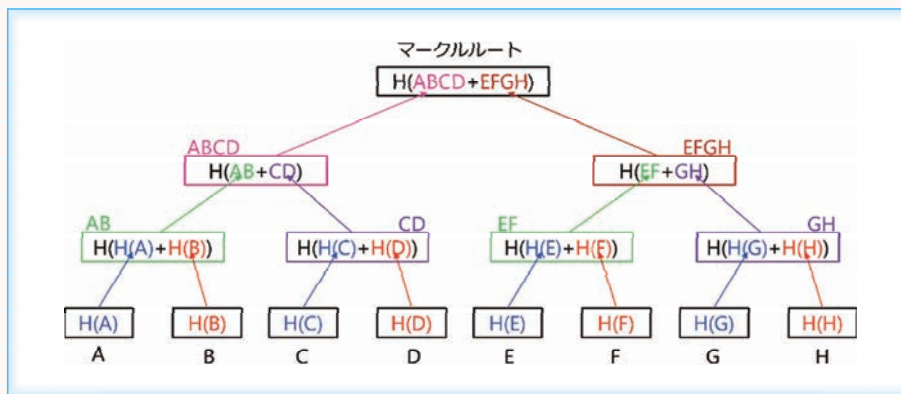 マークルルート
H(ABCD+EFGH)
ABCD
EFGH
H(AB+CD)
H(EF+GH)
AB
CD
EF
GH
H(H(A)+H(B))
H(H(C)+H(D))
H(H(E)+H(F))
H(H(G)+H(H))
H(A)
H(B)
H(C)
H(D)
H(E)
H(F)
H(G)
H(H)
A
B
C
D
E
F
G
H